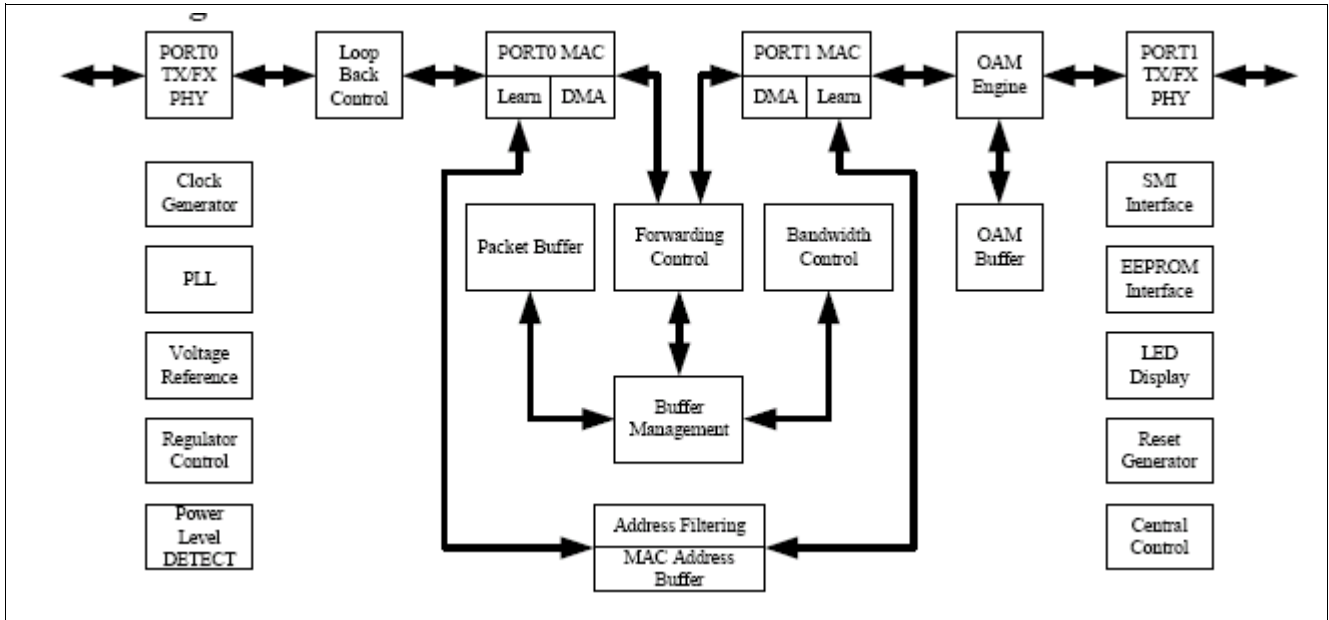 PORT0
TX/FX
PHY
Loop
Back
Control
PORT0 MAC
Learn
DMA
PORT1 MAC
DMA
Learn
OAM
Engine
PORT1
TX/FX
PHY
Clock
Generator
PLL
Voltage
Reference
Regulator
Control
Power
Level
DETECT
Packet Buffer
Forwarding
Control
Bandwidth
Control
OAM
Buffer
Buffer
Management
Address Filtering
MAC Address
Buffer
SMI
Interface
EEPROM
Interface
LED
Display
Reset
Generator
Central
Control